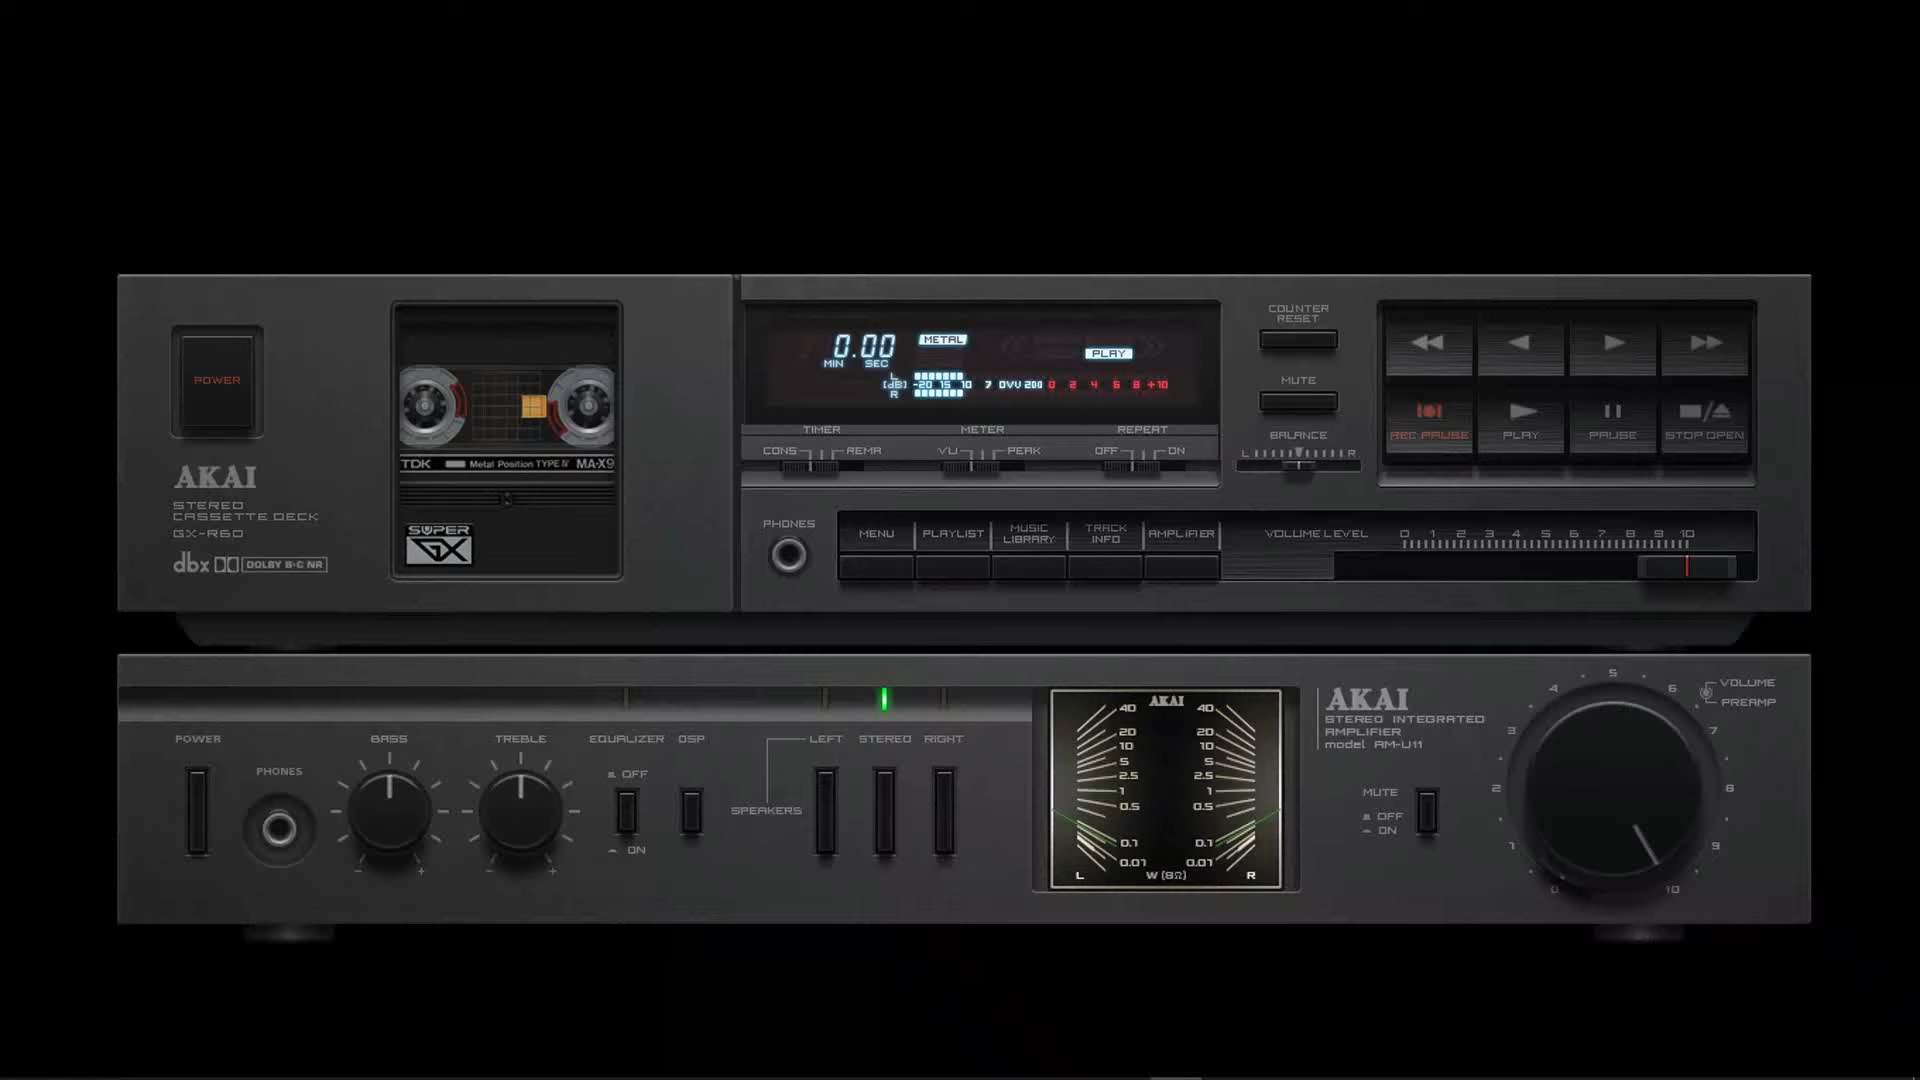 POWER
AKAI
STEREO
CASSETTE DECK
GX-R60
dbx DOLBY B-C NR
TDK Metal Position TYPE IV MA-X9
SUPER
GX
0.00 METAL
MIN SEC
PLAY
L
[dB] -20 15 10 7 0 2 4 6 8 +10
R
TIMER METER REPEAT
CONS REMA VU PEAK OFF ON
COUNTER
RESET
MUTE
BALANCE
L R
REC PAUSE PLAY PAUSE STOP OPEN
PHONES
MENU PLAYLIST MUSIC LIBRARY TRACK INFO AMPLIFIER
VOLUME LEVEL 0 1 2 3 4 5 6 7 8 9 10
POWER
PHONES
BASS
- +
TREBLE
- +
EQUALIZER DSP
OFF
ON
LEFT STEREO RIGHT
SPEAKERS
AKAI
40 40
20 20
10 10
5 5
2.5 2.5
1 1
0.5 0.5
0.1 0.1
0.01 0.01
L W (8Ω) R
AKAI
STEREO INTEGRATED
AMPLIFIER
model AM-U11
MUTE
OFF
ON
0 1 2 3 4 5 6 7 8 9 10
VOLUME
PREAMP